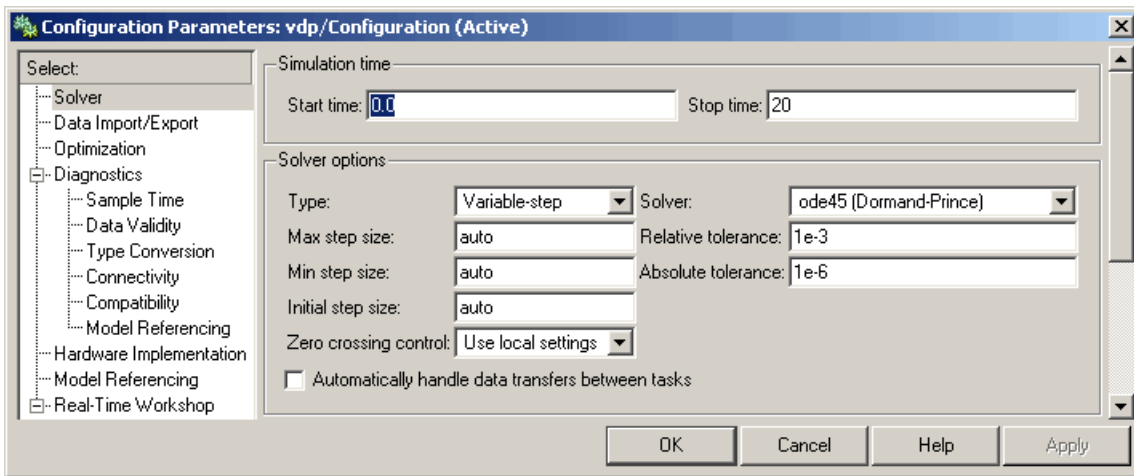 Configuration Parameters: vdp/Configuration (Active)
Select:
Solver
Data Import/Export
Optimization
Diagnostics
Sample Time
Data Validity
Type Conversion
Connectivity
Compatibility
Model Referencing
Hardware Implementation
Model Referencing
Real-Time Workshop
Simulation time
Start time: 0.0 Stop time: 20
Solver options
Type: Variable-step Solver: ode45 (Dormand-Prince)
Max step size: auto Relative tolerance: 1e-3
Min step size: auto Absolute tolerance: 1e-6
Initial step size: auto
Zero crossing control: Use local settings
Automatically handle data transfers between tasks
OK Cancel Help Apply